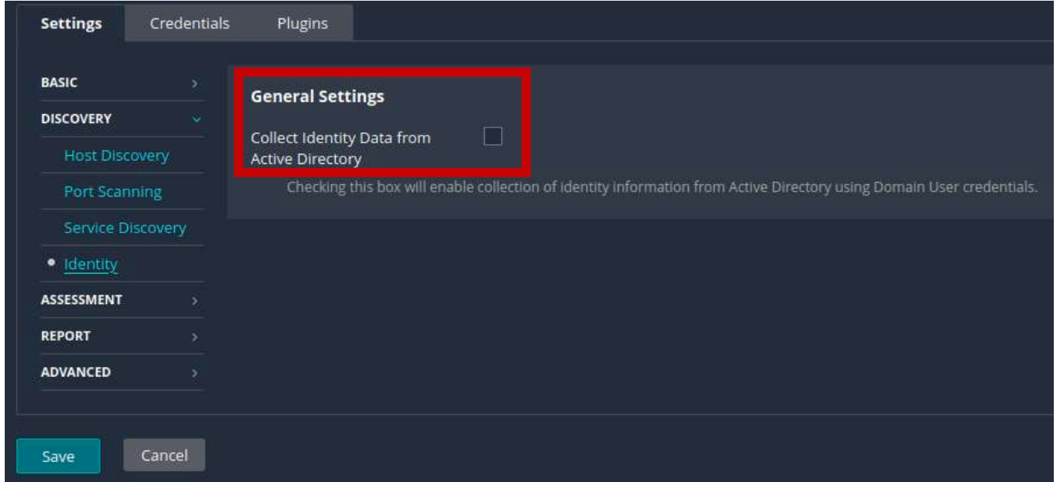 Settings Credentials Plugins
BASIC
DISCOVERY
Host Discovery
Port Scanning
Service Discovery
Identity
ASSESSMENT
REPORT
ADVANCED
General Settings
Collect Identity Data from
Active Directory
Checking this box will enable collection of identity information from Active Directory using Domain User credentials.
Save Cancel